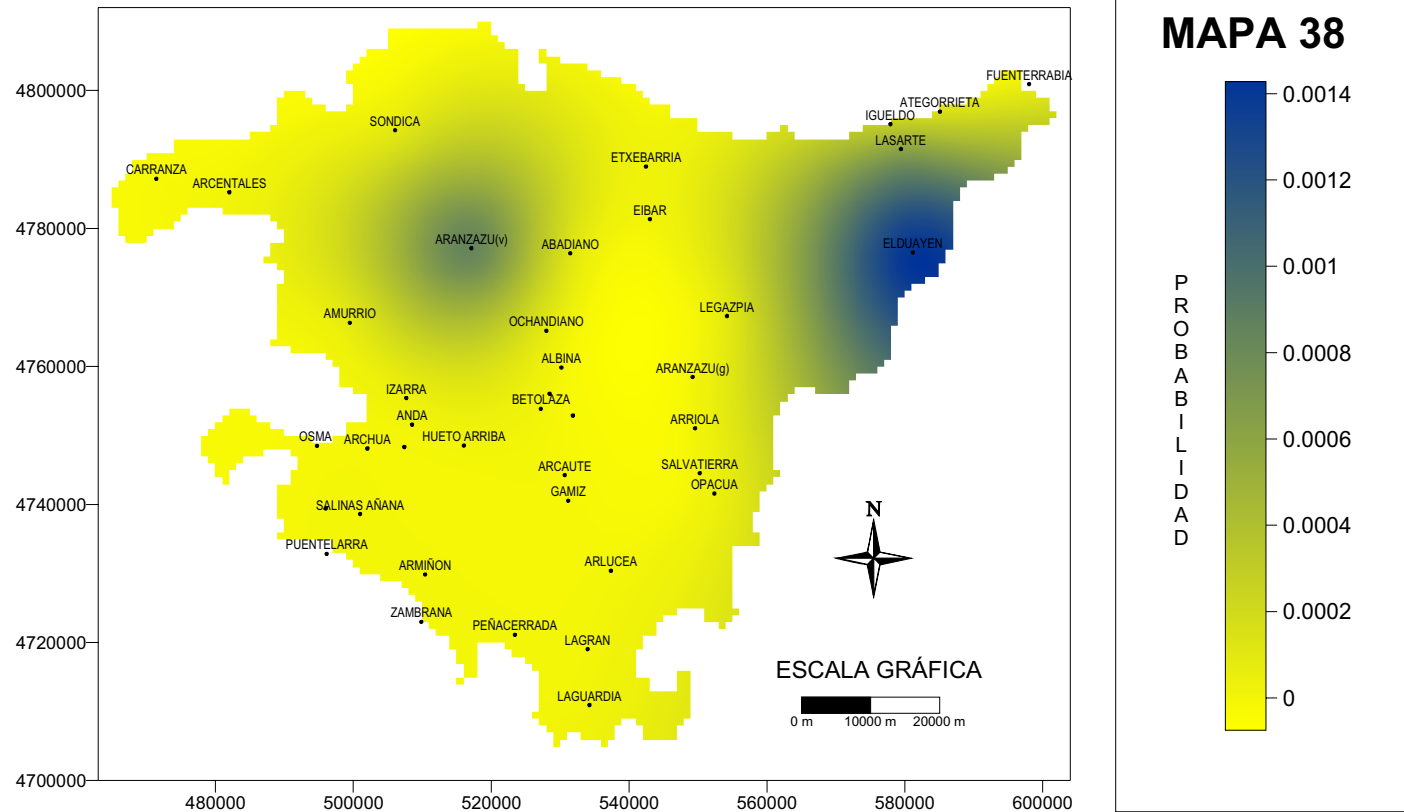 MAPA 38
4800000
4780000
4760000
4740000
4720000
4700000
480000
500000
520000
540000
560000
580000
600000
FUENTERRABIA
ATEGORRIETA
IGUELDO
SONDICA
LASARTE
ETXEBARRIA
CARRANZA
ARCENTALES
EIBAR
ARANZAZU(v)
ABADIANO
ELDUAYEN
LEGAZPIA
AMURRIO
OCHANDIANO
ALBINA
ARANZAZU(g)
IZARRA
BETOLAZA
ANDA
ARRIOLA
OSMA
ARCHUA
HUETO ARRIBA
ARCAUTE
SALVATIERRA
OPACUA
GAMIZ
SALINAS AÑANA
PUENTELARRA
ARMIÑON
ARLUCEA
ZAMBRANA
PEÑACERRADA
LAGRAN
LAGUARDIA
N
ESCALA GRÁFICA
0 m 10000 m 20000 m
PROBABILIDAD
0.0014
0.0012
0.001
0.0008
0.0006
0.0004
0.0002
0